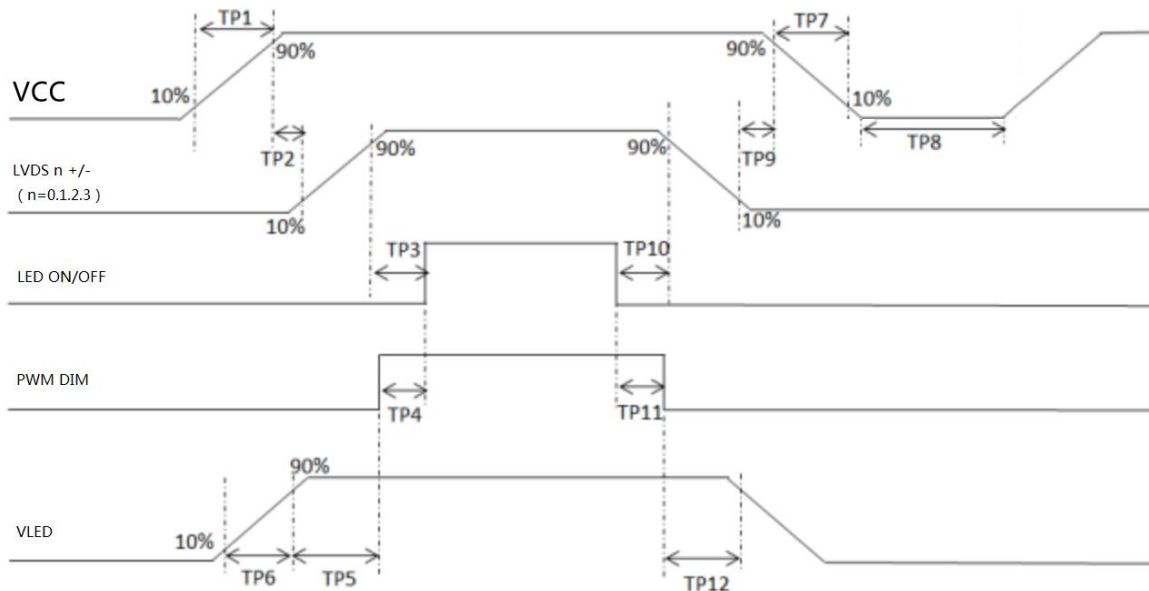 TP1
TP7
90%
90%
VCC
10%
10%
TP2
TP9
TP8
LVDS n +/-
( n=0.1.2.3 )
90%
90%
10%
10%
TP3
TP10
LED ON/OFF
PWM DIM
TP4
TP11
90%
VLED
10%
TP6
TP5
TP12